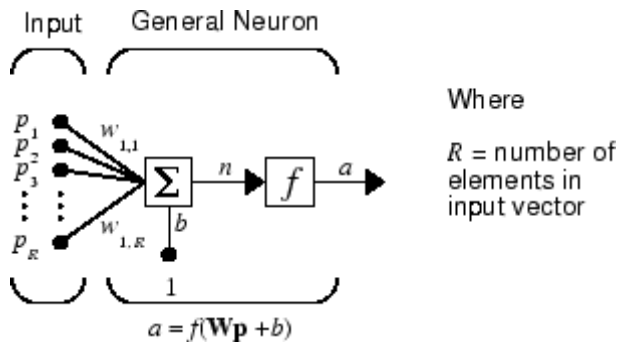 Input General Neuron
p1 w1,1
p2
p3
Σ n f a
b
pR w1,R
1
a = f(Wp +b)
Where
R = number of
elements in
input vector